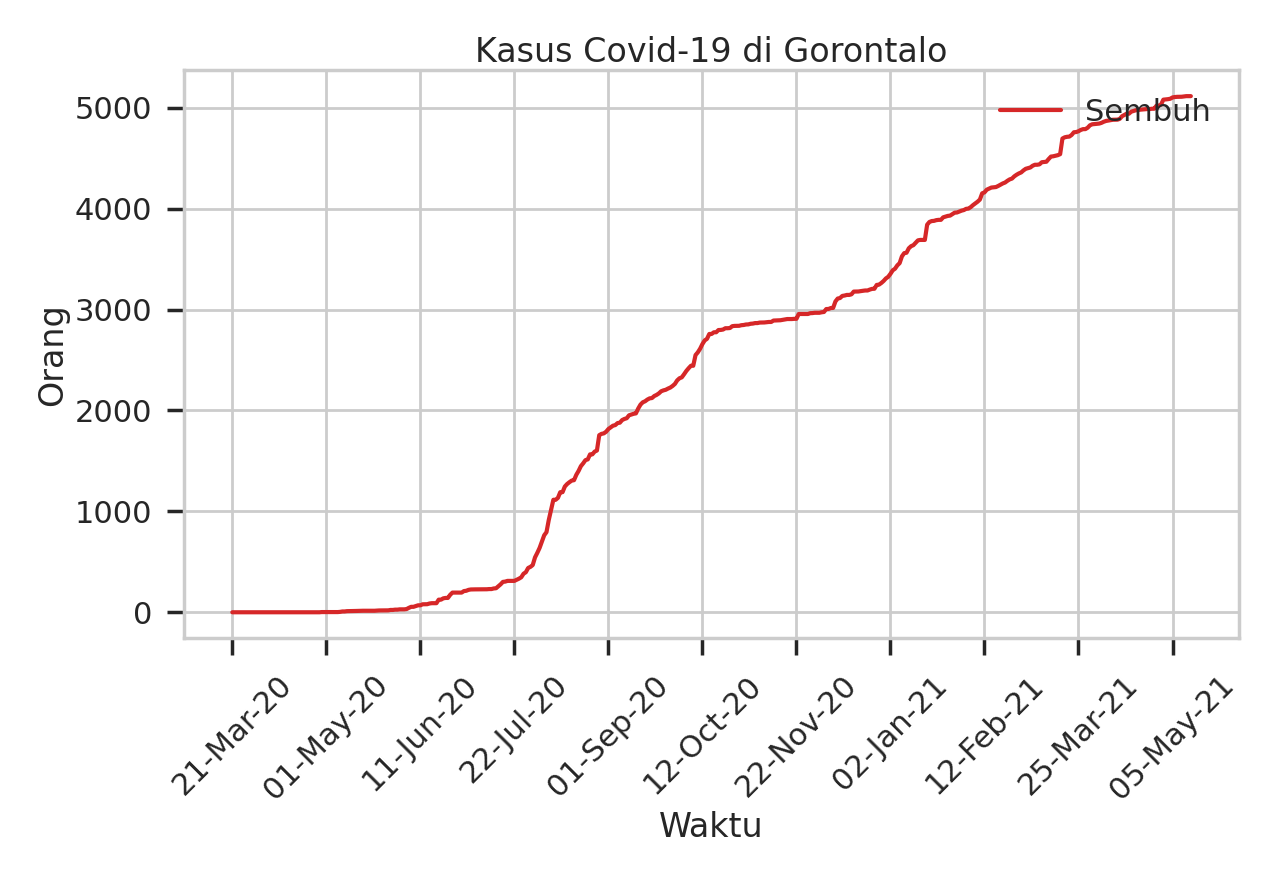 Kasus Covid-19 di Gorontalo
Sembuh
Orang
5000
4000
3000
2000
1000
0
21-Mar-20
01-May-20
11-Jun-20
22-Jul-20
01-Sep-20
12-Oct-20
22-Nov-20
02-Jan-21
12-Feb-21
25-Mar-21
05-May-21
Waktu